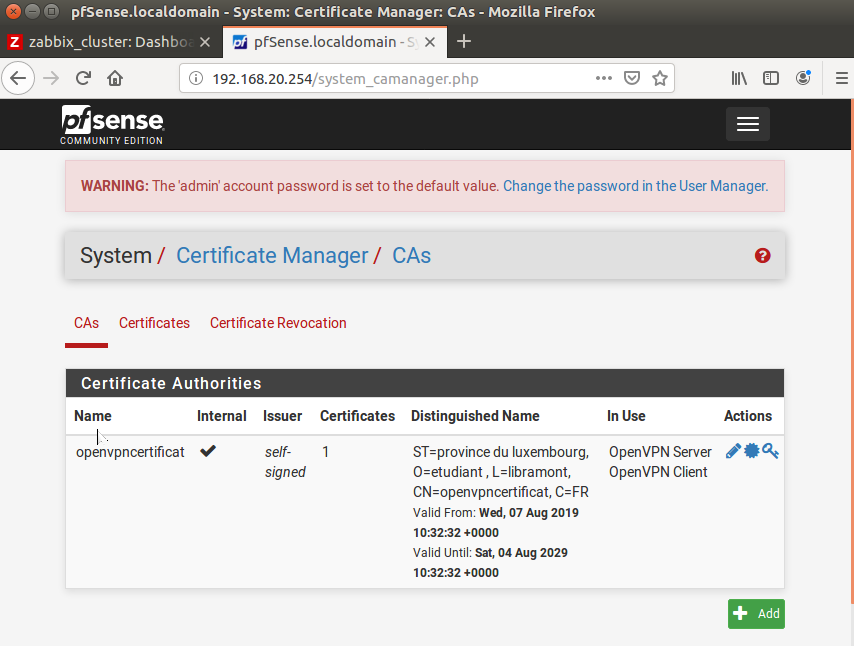 pfSense.localdomain - System: Certificate Manager: CAs - Mozilla Firefox
Z zabbix_cluster: Dashbo
pf pfSense.localdomain - S
192.168.20.254/system_camanager.php
pfsense
COMMUNITY EDITION
WARNING: The 'admin' account password is set to the default value. Change the password in the User Manager.
System / Certificate Manager / CAs
CAs Certificates Certificate Revocation
Certificate Authorities
Name Internal Issuer Certificates Distinguished Name In Use Actions
openvpncertificat self- 1 ST=province du luxembourg, OpenVPN Server
signed O=etudiant , L=libramont, OpenVPN Client
CN=openvpncertificat, C=FR
Valid From: Wed, 07 Aug 2019
10:32:32 +0000
Valid Until: Sat, 04 Aug 2029
10:32:32 +0000
Add